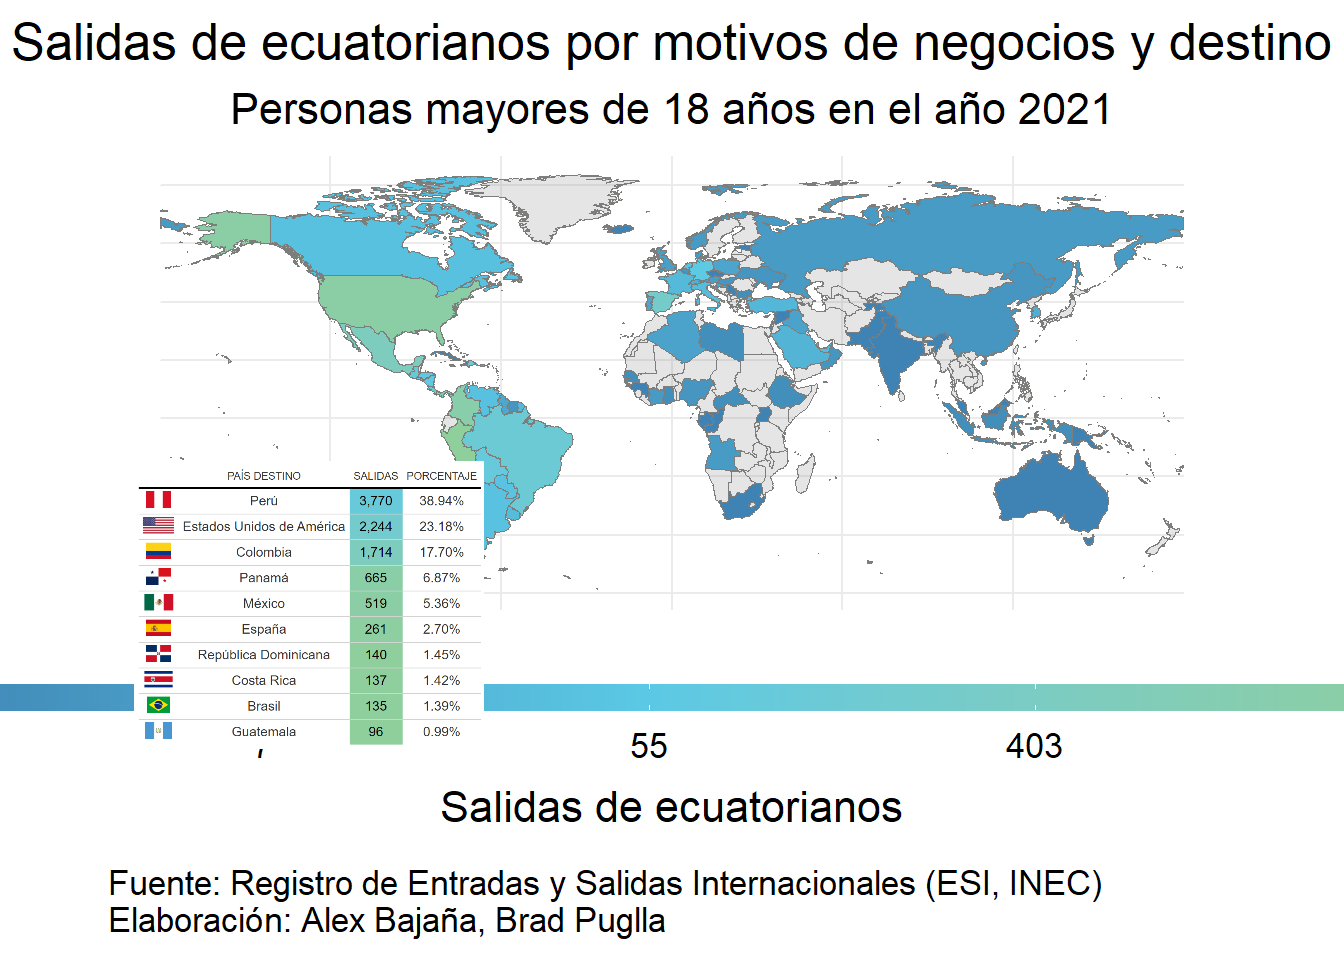 Salidas de ecuatorianos por motivos de negocios y destino
Personas mayores de 18 años en el año 2021
PAÍS DESTINO SALIDAS PORCENTAJE
Perú 3,770 38.94%
Estados Unidos de América 2,244 23.18%
Colombia 1,714 17.70%
Panamá 665 6.87%
México 519 5.36%
España 261 2.70%
República Dominicana 140 1.45%
Costa Rica 137 1.42%
Brasil 135 1.39%
Guatemala 96 0.99%
55 403
Salidas de ecuatorianos
Fuente: Registro de Entradas y Salidas Internacionales (ESI, INEC)
Elaboración: Alex Bajaña, Brad Puglla